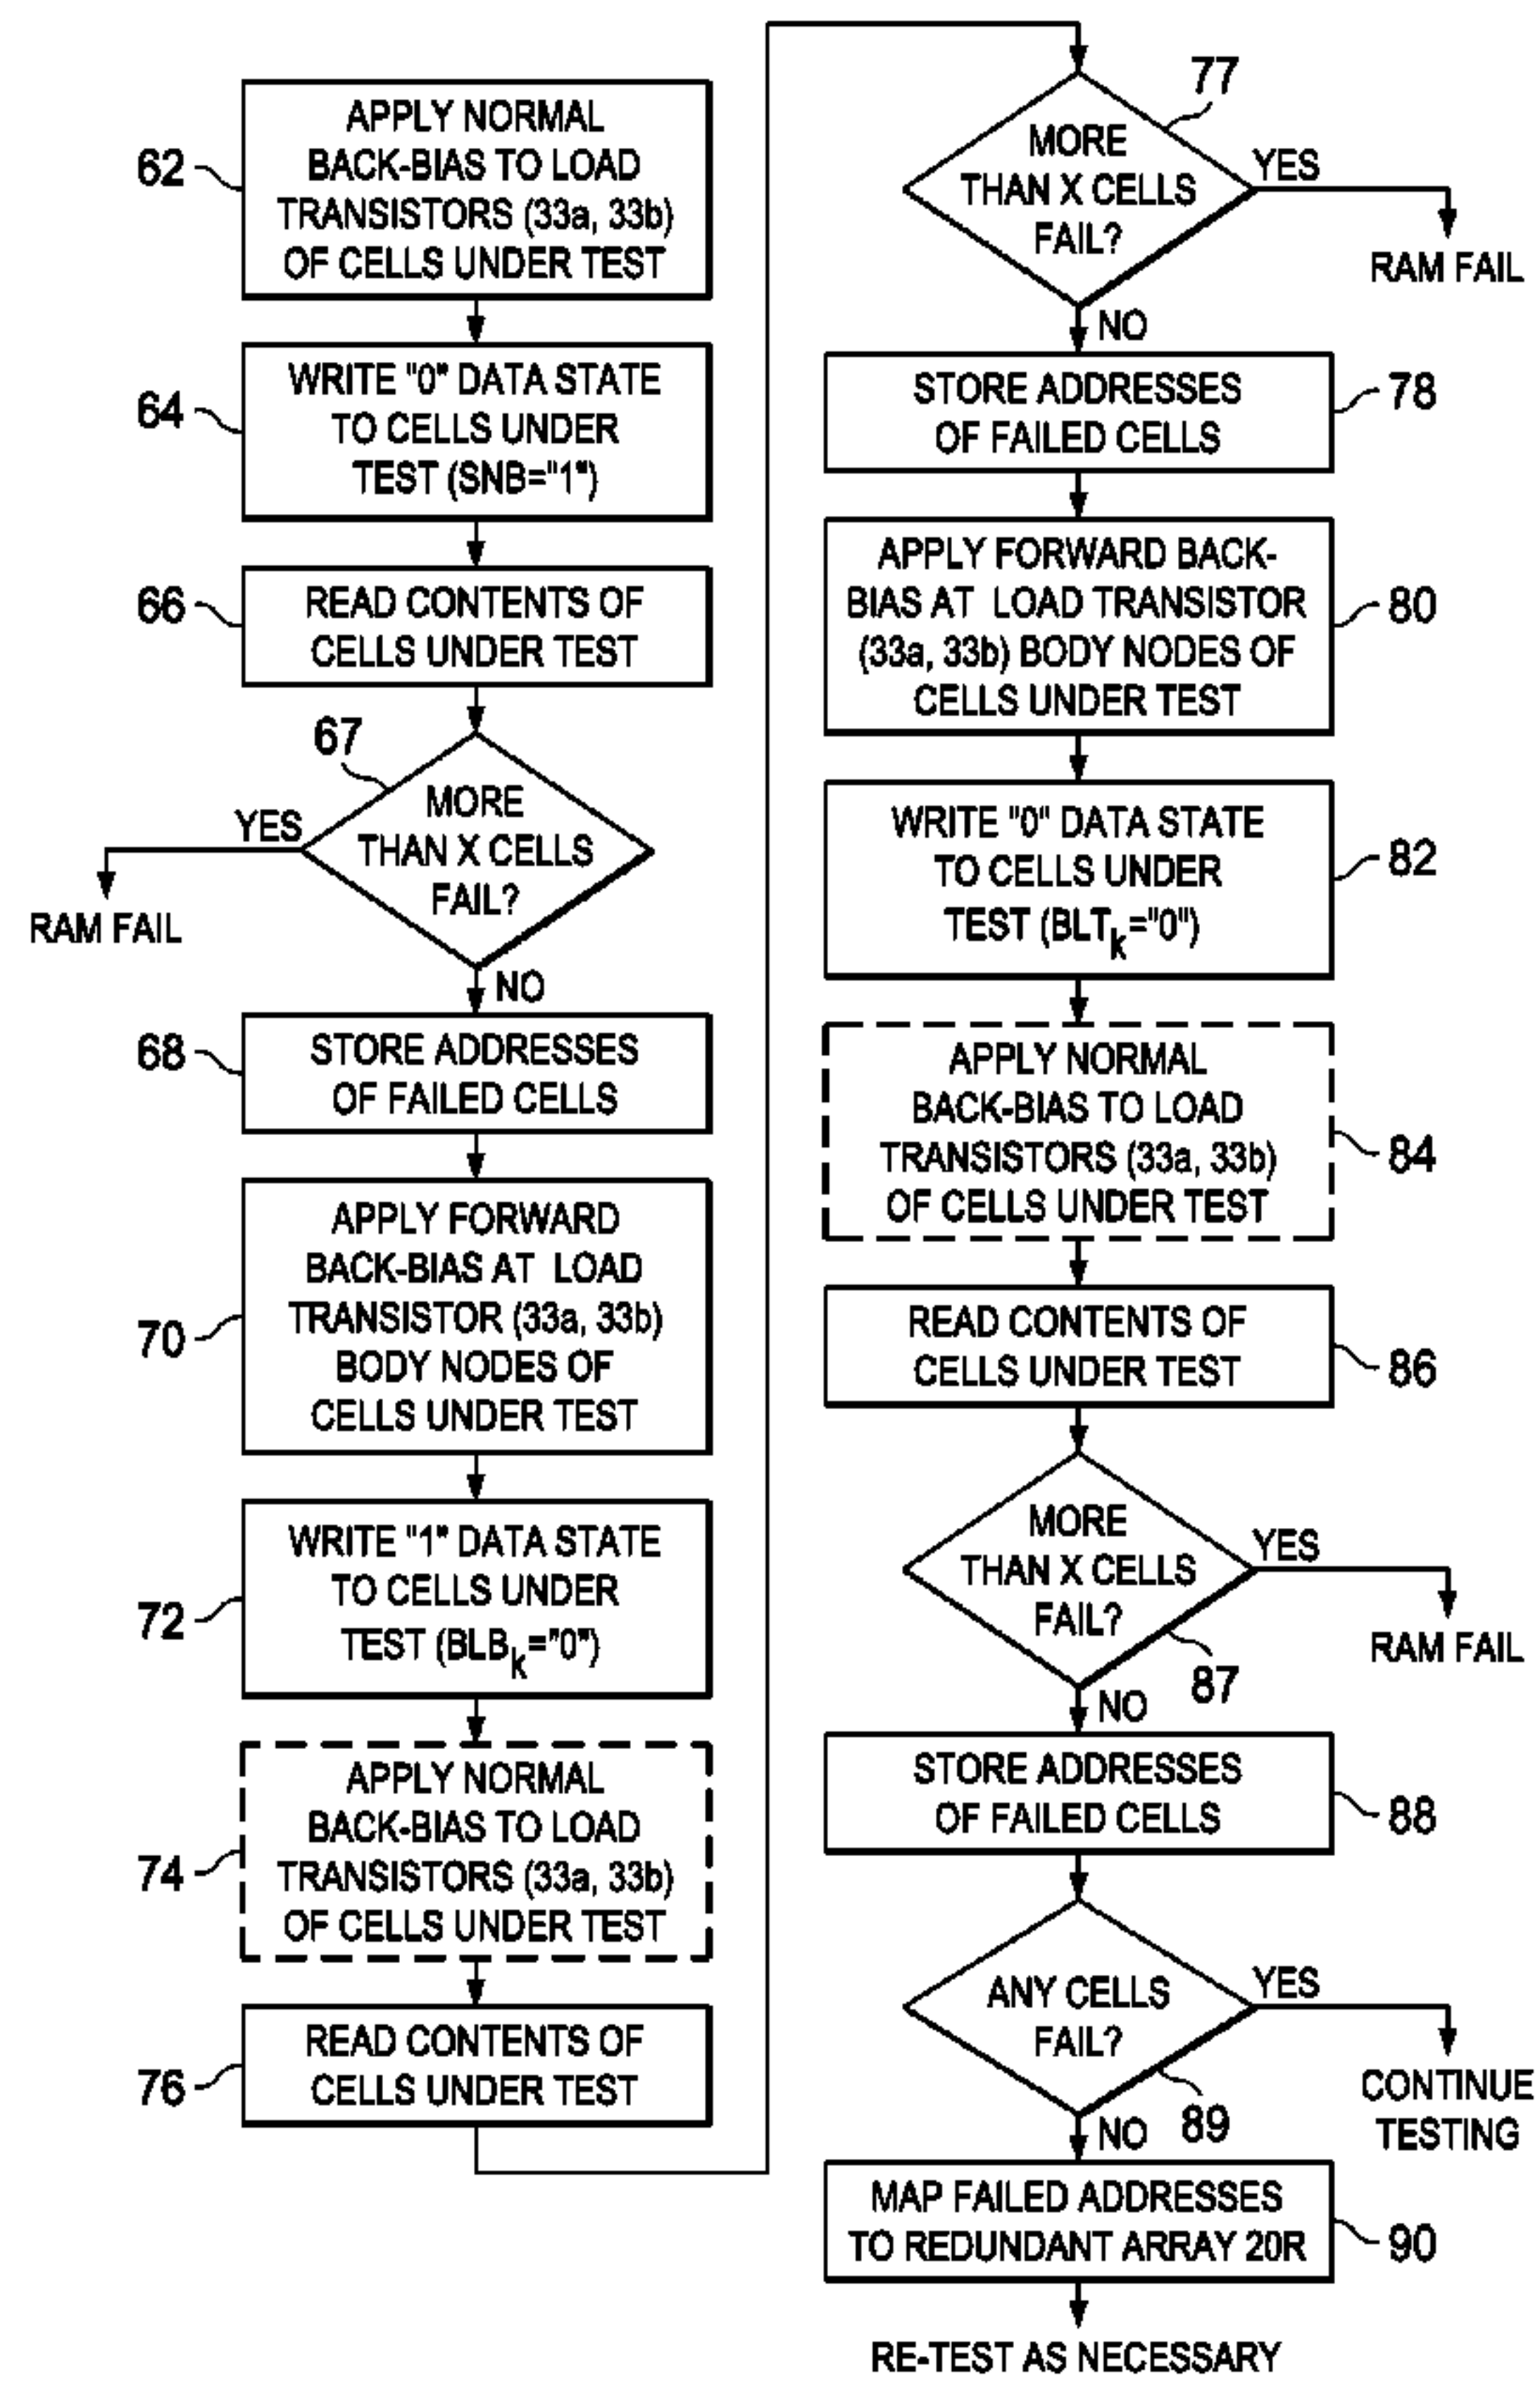 62
APPLY NORMAL
BACK-BIAS TO LOAD
TRANSISTORS (33a, 33b)
OF CELLS UNDER TEST
64
WRITE "0" DATA STATE
TO CELLS UNDER
TEST (SNB="1")
66
READ CONTENTS OF
CELLS UNDER TEST
67
MORE
THAN X CELLS
FAIL?
YES
RAM FAIL
NO
68
STORE ADDRESSES
OF FAILED CELLS
70
APPLY FORWARD
BACK-BIAS AT LOAD
TRANSISTOR (33a, 33b)
BODY NODES OF
CELLS UNDER TEST
72
WRITE "1" DATA STATE
TO CELLS UNDER
TEST (BLBk="0")
74
APPLY NORMAL
BACK-BIAS TO LOAD
TRANSISTORS (33a, 33b)
OF CELLS UNDER TEST
76
READ CONTENTS OF
CELLS UNDER TEST
77
MORE
THAN X CELLS
FAIL?
YES
RAM FAIL
NO
STORE ADDRESSES
OF FAILED CELLS
78
APPLY FORWARD BACK-
BIAS AT LOAD TRANSISTOR
(33a, 33b) BODY NODES OF
CELLS UNDER TEST
80
WRITE "0" DATA STATE
TO CELLS UNDER
TEST (BLTk="0")
82
APPLY NORMAL
BACK-BIAS TO LOAD
TRANSISTORS (33a, 33b)
OF CELLS UNDER TEST
84
READ CONTENTS OF
CELLS UNDER TEST
86
MORE
THAN X CELLS
FAIL?
YES
RAM FAIL
87
NO
STORE ADDRESSES
OF FAILED CELLS
88
ANY CELLS
FAIL?
YES
CONTINUE
TESTING
89
NO
MAP FAILED ADDRESSES
TO REDUNDANT ARRAY 20R
90
RE-TEST AS NECESSARY